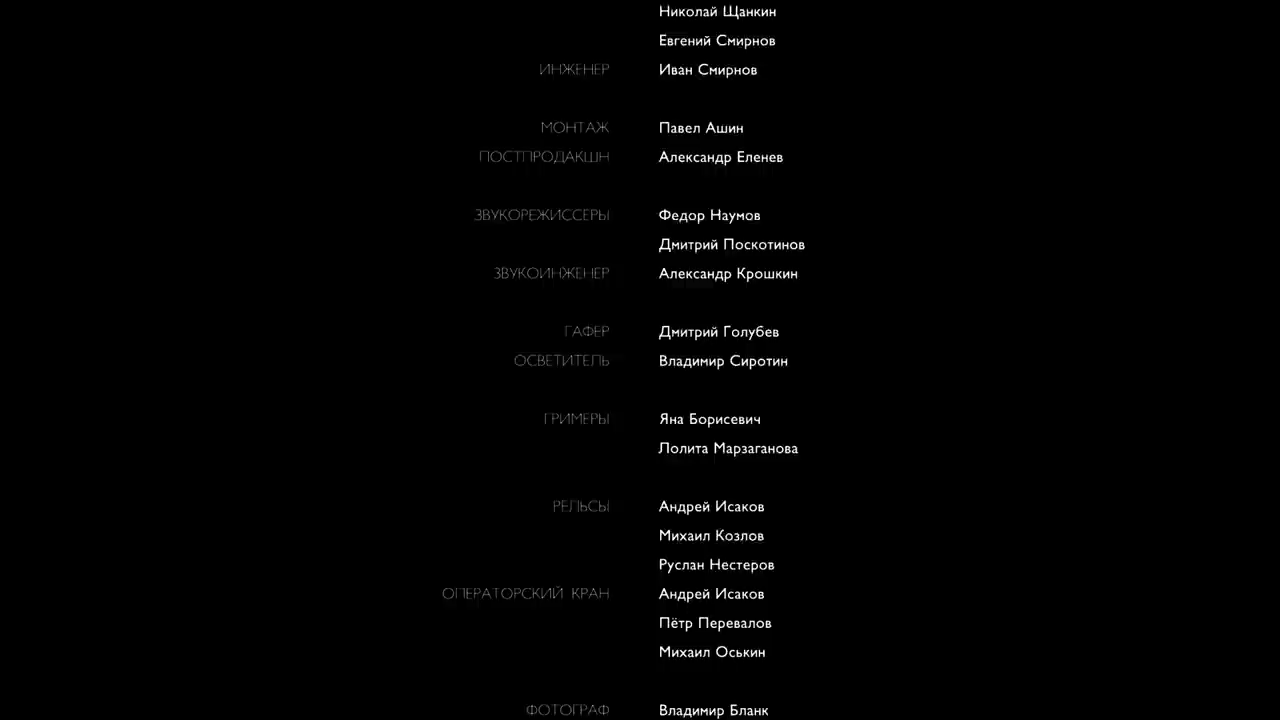 Николай Щанкин
Евгений Смирнов
ИНЖЕНЕР Иван Смирнов
МОНТАЖ Павел Ашин
ПОСТПРОДАКШН Александр Еленев
ЗВУКОРЕЖИССЕРЫ Федор Наумов
Дмитрий Поскотинов
ЗВУКОИНЖЕНЕР Александр Крошкин
ГАФЕР Дмитрий Голубев
ОСВЕТИТЕЛЬ Владимир Сиротин
ГРИМЕРЫ Яна Борисевич
Лолита Марзаганова
РЕЛЬСЫ Андрей Исаков
Михаил Козлов
Руслан Нестеров
ОПЕРАТОРСКИЙ КРАН Андрей Исаков
Пётр Перевалов
Михаил Оськин
ФОТОГРАФ Владимир Бланк